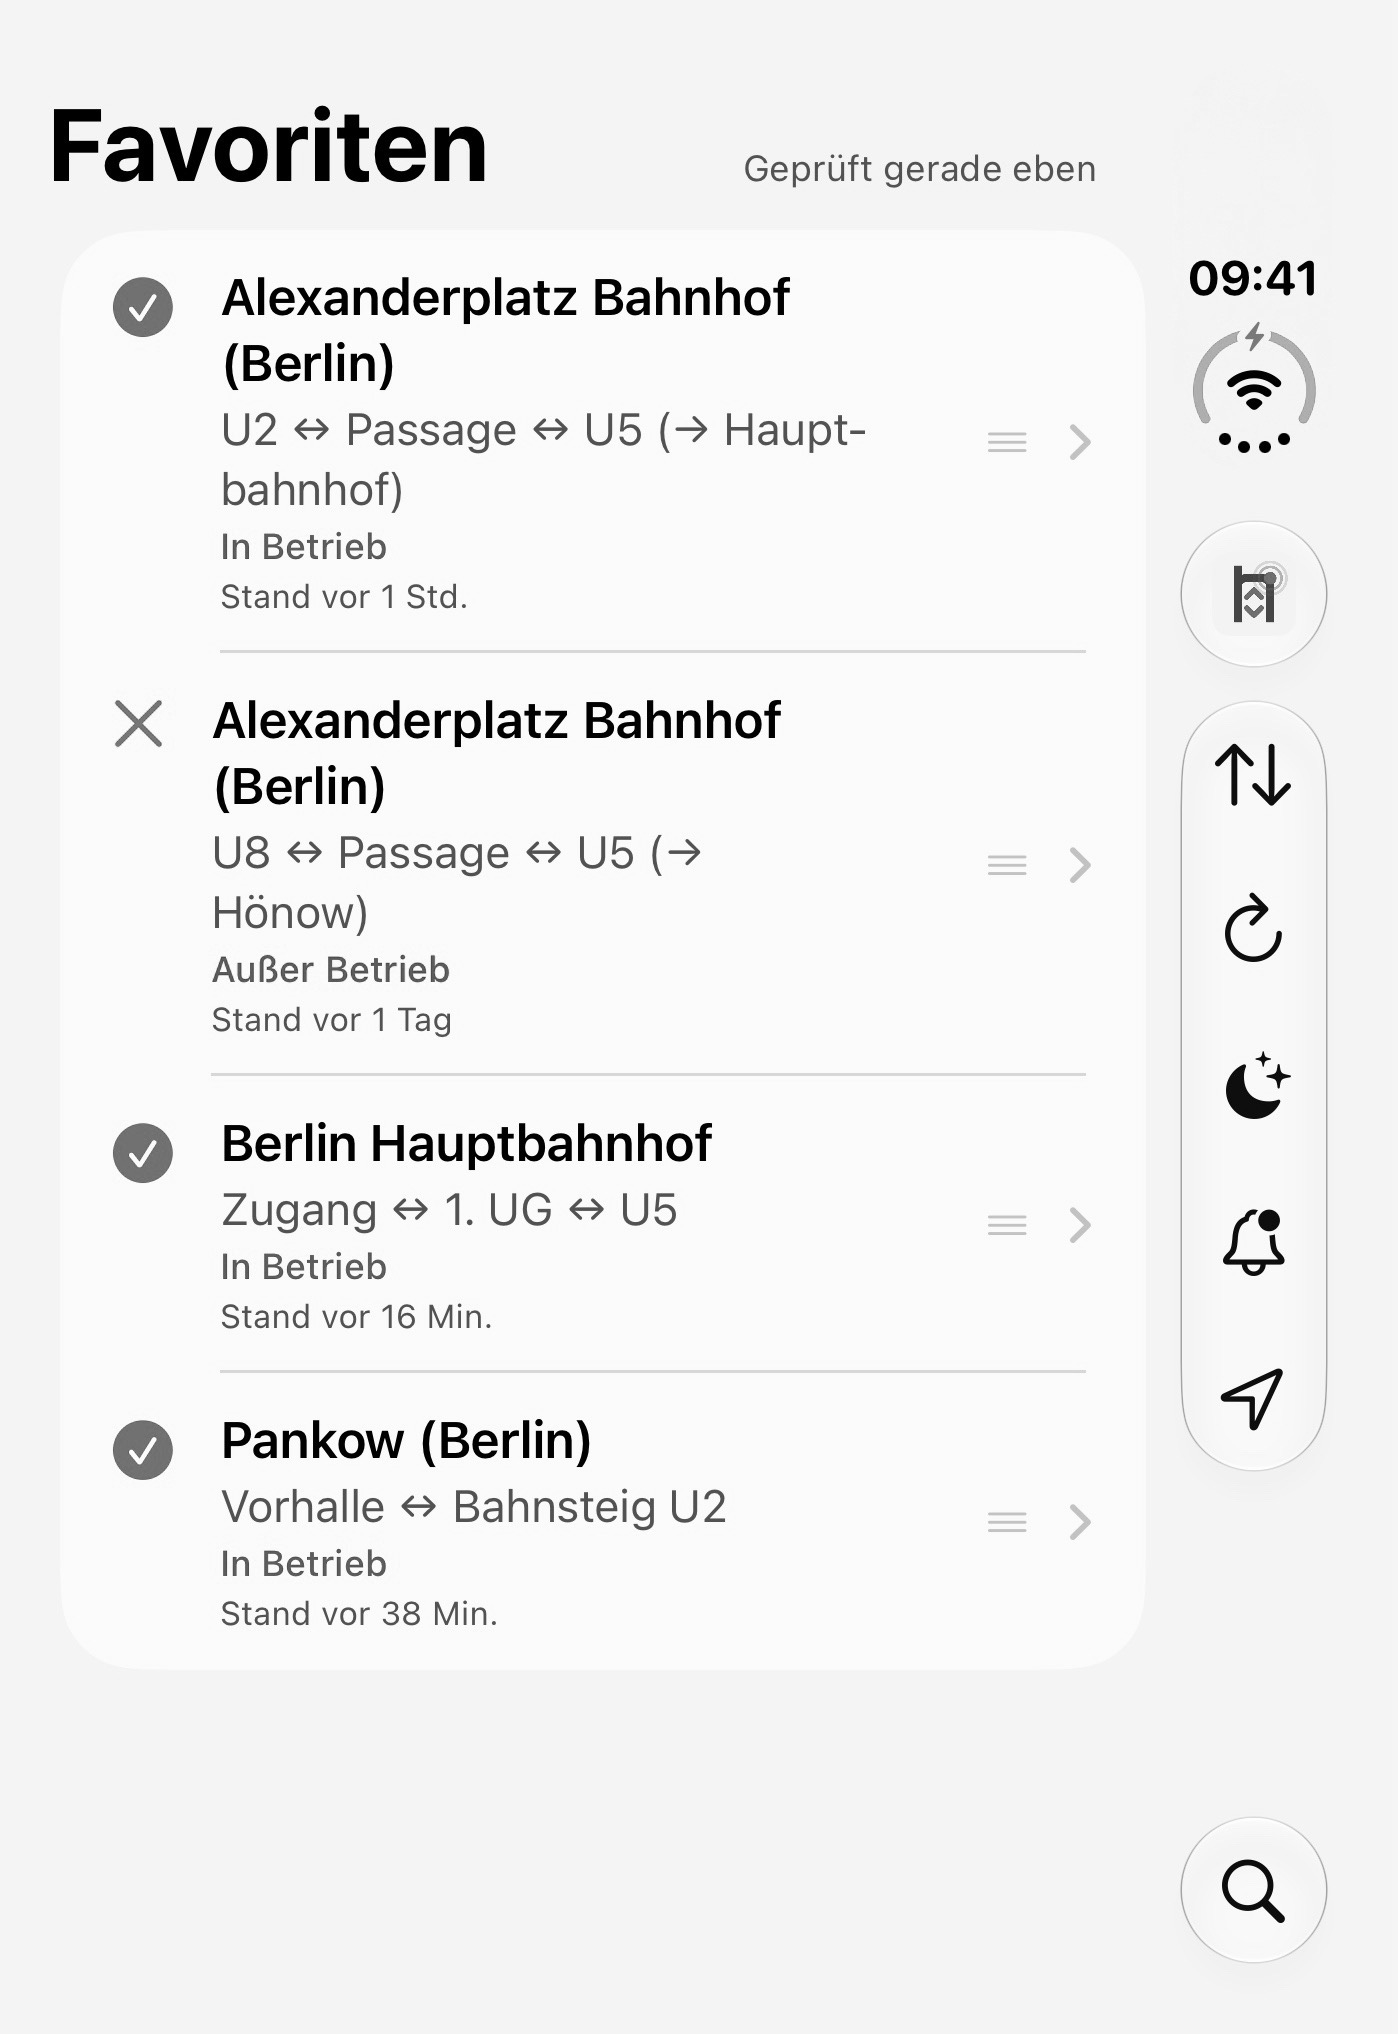 Favoriten
Geprüft gerade eben
09:41
Alexanderplatz Bahnhof
(Berlin)
U2 ↔ Passage ↔ U5 (→ Haupt-
bahnhof)
In Betrieb
Stand vor 1 Std.
Alexanderplatz Bahnhof
(Berlin)
U8 ↔ Passage ↔ U5 (→
Hönow)
Außer Betrieb
Stand vor 1 Tag
Berlin Hauptbahnhof
Zugang ↔ 1. UG ↔ U5
In Betrieb
Stand vor 16 Min.
Pankow (Berlin)
Vorhalle ↔ Bahnsteig U2
In Betrieb
Stand vor 38 Min.